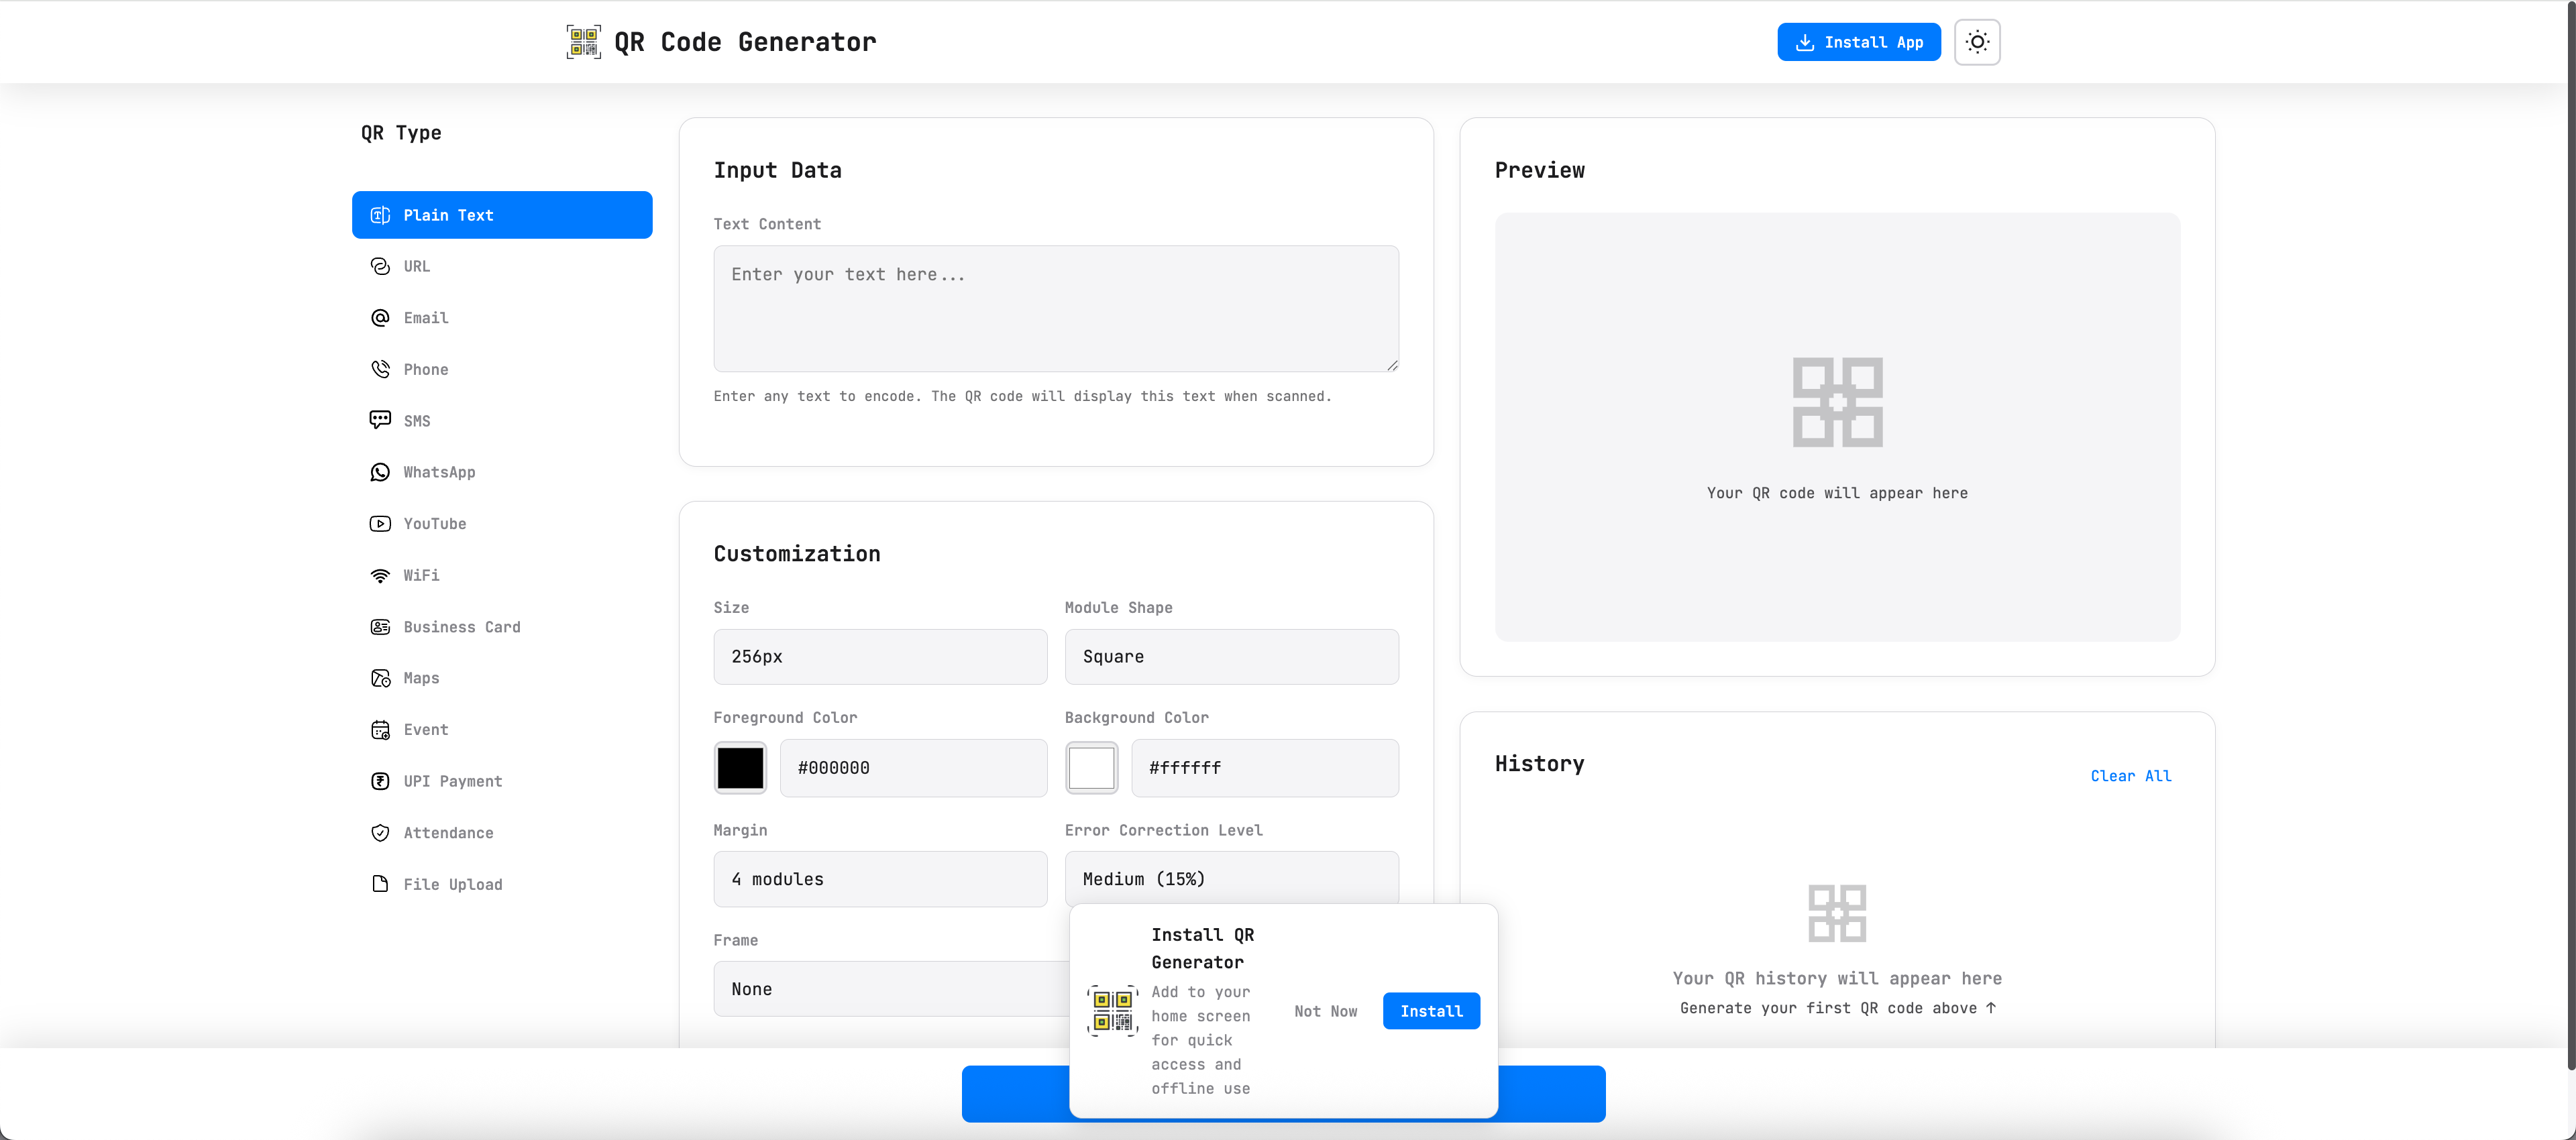 QR Code Generator
Install App
QR Type
Plain Text
URL
Email
Phone
SMS
WhatsApp
YouTube
WiFi
Business Card
Maps
Event
UPI Payment
Attendance
File Upload
Input Data
Text Content
Enter your text here...
Enter any text to encode. The QR code will display this text when scanned.
Customization
Size
Module Shape
256px
Square
Foreground Color
Background Color
#000000
#ffffff
Margin
Error Correction Level
4 modules
Medium (15%)
Frame
None
Preview
Your QR code will appear here
History
Clear All
Your QR history will appear here
Generate your first QR code above ↑
Install QR
Generator
Add to your
home screen
for quick
access and
offline use
Not Now
Install